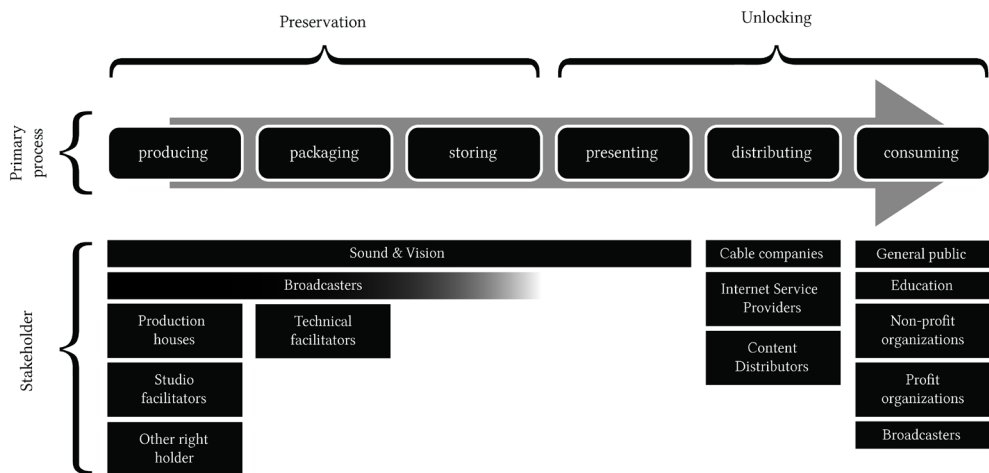 Preservation
Unlocking
Primary
process
producing
packaging
storing
presenting
distributing
consuming
Stakeholder
Sound & Vision
Cable companies
General public
Broadcasters
Internet Service
Providers
Education
Production
houses
Technical
facilitators
Content
Distributors
Non-profit
organizations
Studio
facilitators
Profit
organizations
Other right
holder
Broadcasters